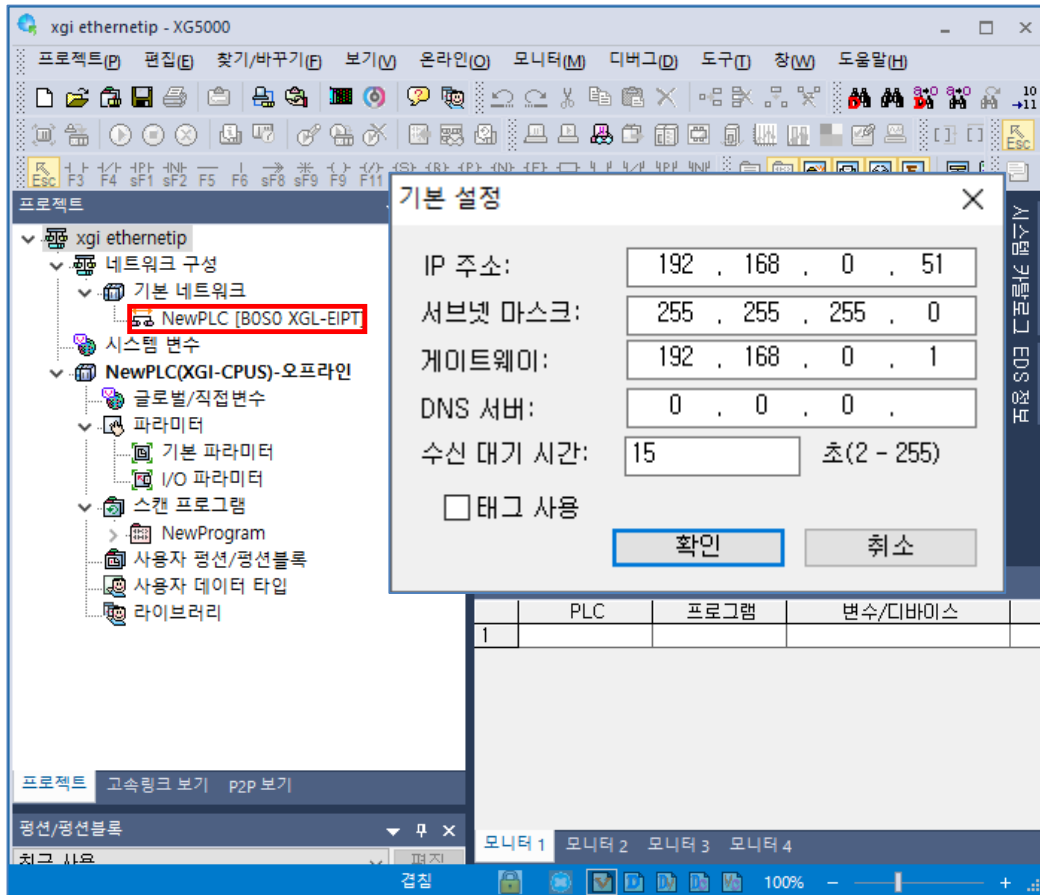 xgi ethernetip - XG5000
프로젝트(P) 편집(E) 찾기/바꾸기(F) 보기(V) 온라인(O) 모니터(M) 디버그(D) 도구(T) 창(W) 도움말(H)
Esc F3 F4 sF1 sF2 F5 F6 sF8 sF9 F9 F11
Esc
프로젝트
xgi ethernetip
네트워크 구성
기본 네트워크
NewPLC [B0S0 XGL-EIPT]
시스템 변수
NewPLC(XGI-CPUS)-오프라인
글로벌/직접변수
파라미터
기본 파라미터
I/O 파라미터
스캔 프로그램
NewProgram
사용자 펑션/펑션블록
사용자 데이터 타입
라이브러리
기본 설정
IP 주소: 192 . 168 . 0 . 51
서브넷 마스크: 255 . 255 . 255 . 0
게이트웨이: 192 . 168 . 0 . 1
DNS 서버: 0 . 0 . 0 .
수신 대기 시간: 15 초(2 - 255)
태그 사용
확인 취소
시스템 카탈로그
EDS 정보
PLC 프로그램 변수/디바이스
1
프로젝트 고속링크 보기 P2P 보기
펑션/펑션블록
최근 사용 편집
모니터 1 모니터 2 모니터 3 모니터 4
겹침 100%